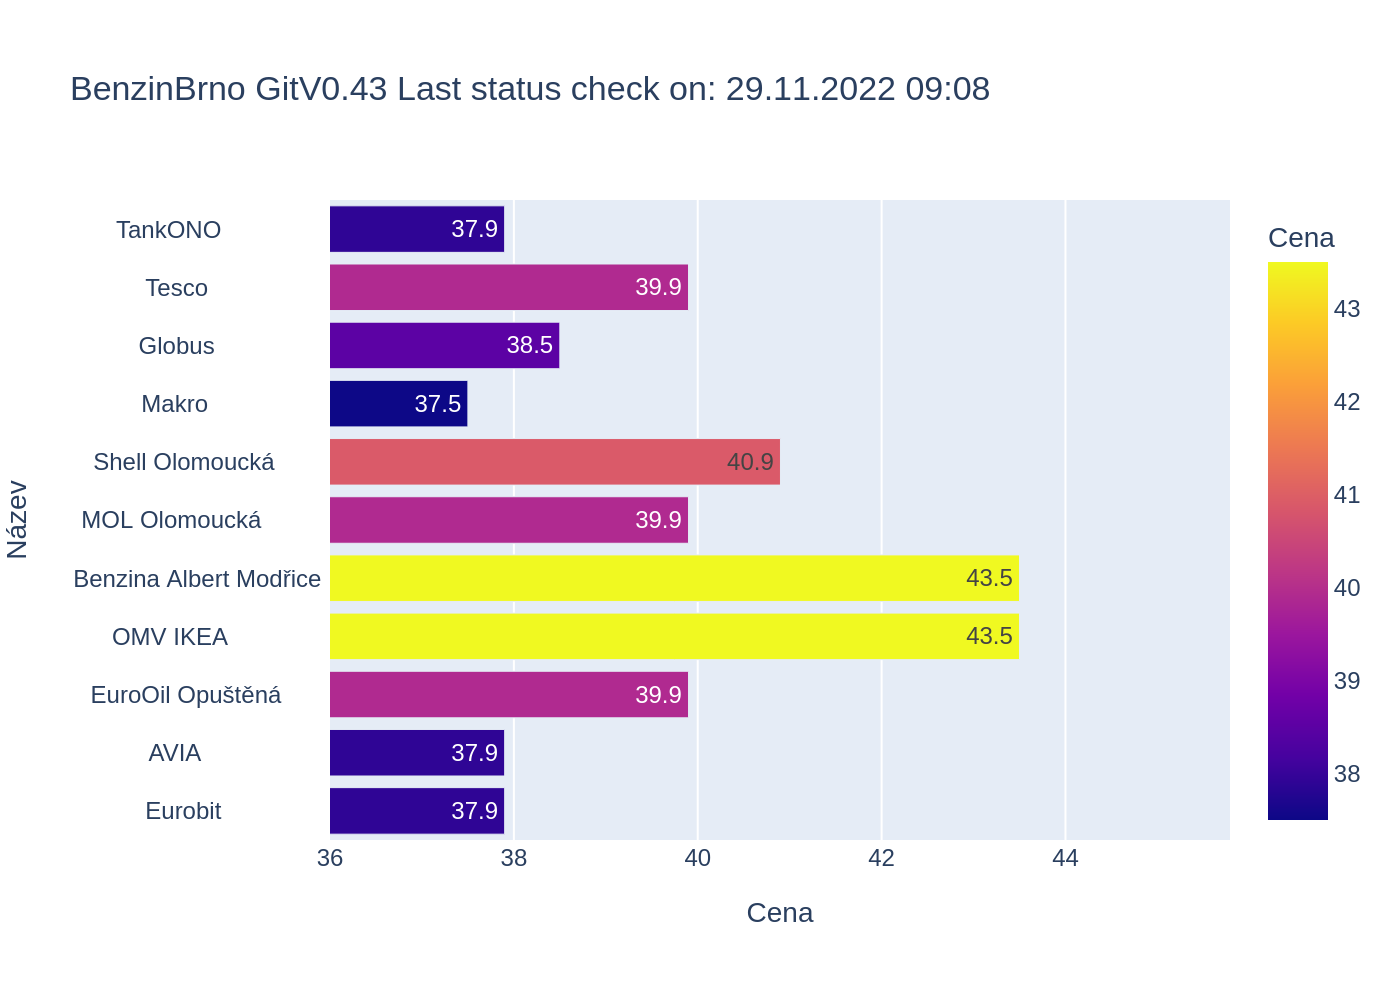 BenzinBrno GitV0.43 Last status check on: 29.11.2022 09:08
Cena
TankONO 37.9
Tesco 39.9
Globus 38.5
Makro 37.5
Shell Olomoucká 40.9
MOL Olomoucká 39.9
Benzina Albert Modřice 43.5
OMV IKEA 43.5
EuroOil Opuštěná 39.9
AVIA 37.9
Eurobit 37.9
Název
36 38 40 42 44
Cena
43
42
41
40
39
38